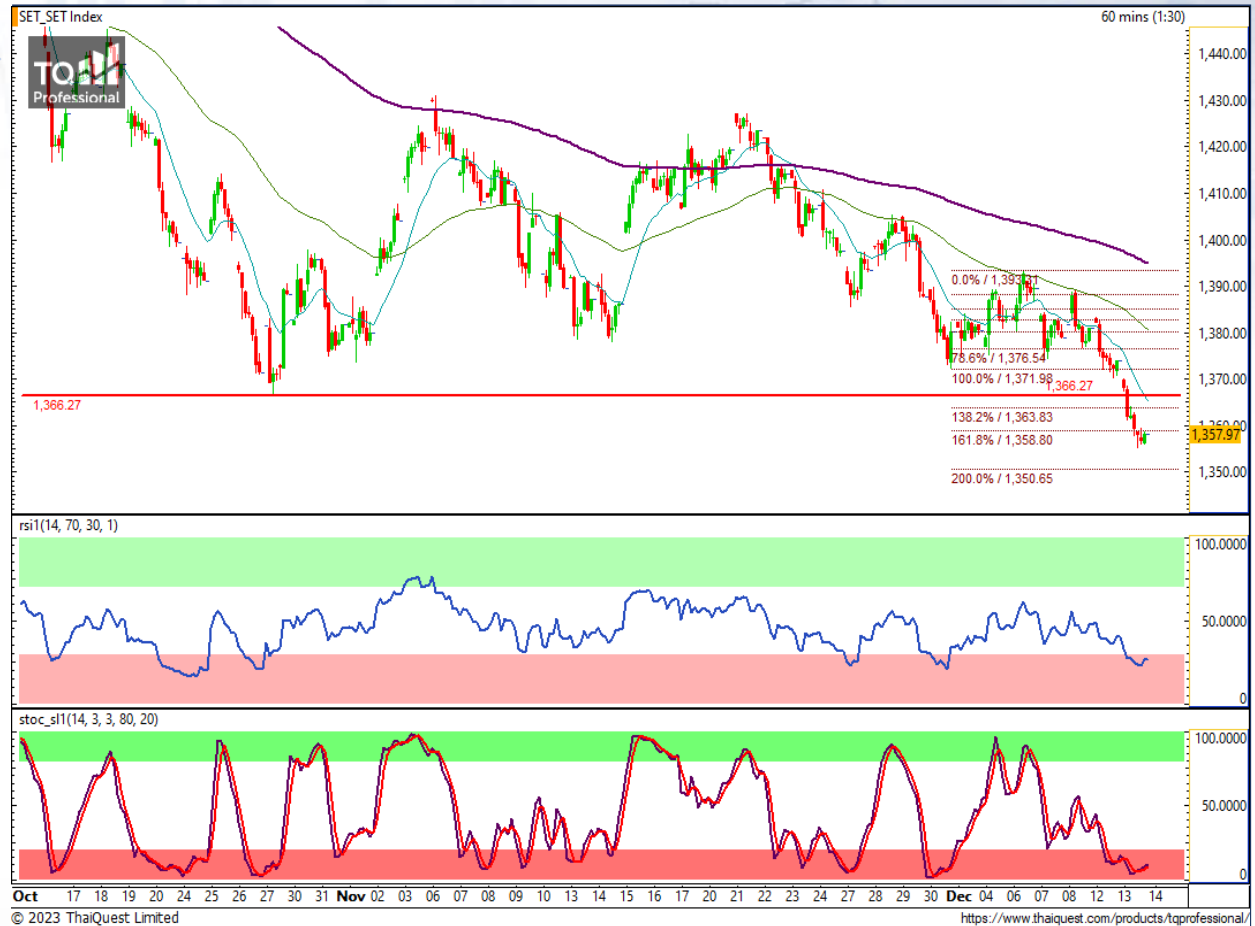 SET_SET Index
60 mins (1:30)
TQ
Professional
1,440.00
1,430.00
1,420.00
1,410.00
1,400.00
1,390.00
1,380.00
1,370.00
1,360.00
1,357.97
1,350.00
0.0% / 1,393.31
78.6% / 1,376.54
100.0% / 1,371.98
1,366.27
1,366.27
138.2% / 1,363.83
161.8% / 1,358.80
200.0% / 1,350.65
rsi1(14, 70, 30, 1)
100.0000
50.0000
0
stoc_sl1(14, 3, 3, 80, 20)
100.0000
50.0000
0
Oct 17 18 19 20 24 25 26 27 30 31 Nov 02 03 06 07 08 09 10 13 14 15 16 17 20 21 22 23 24 27 28 29 30 Dec 04 06 07 08 12 13 14
© 2023 ThaiQuest Limited
https://www.thaiquest.com/products/tqprofessional/